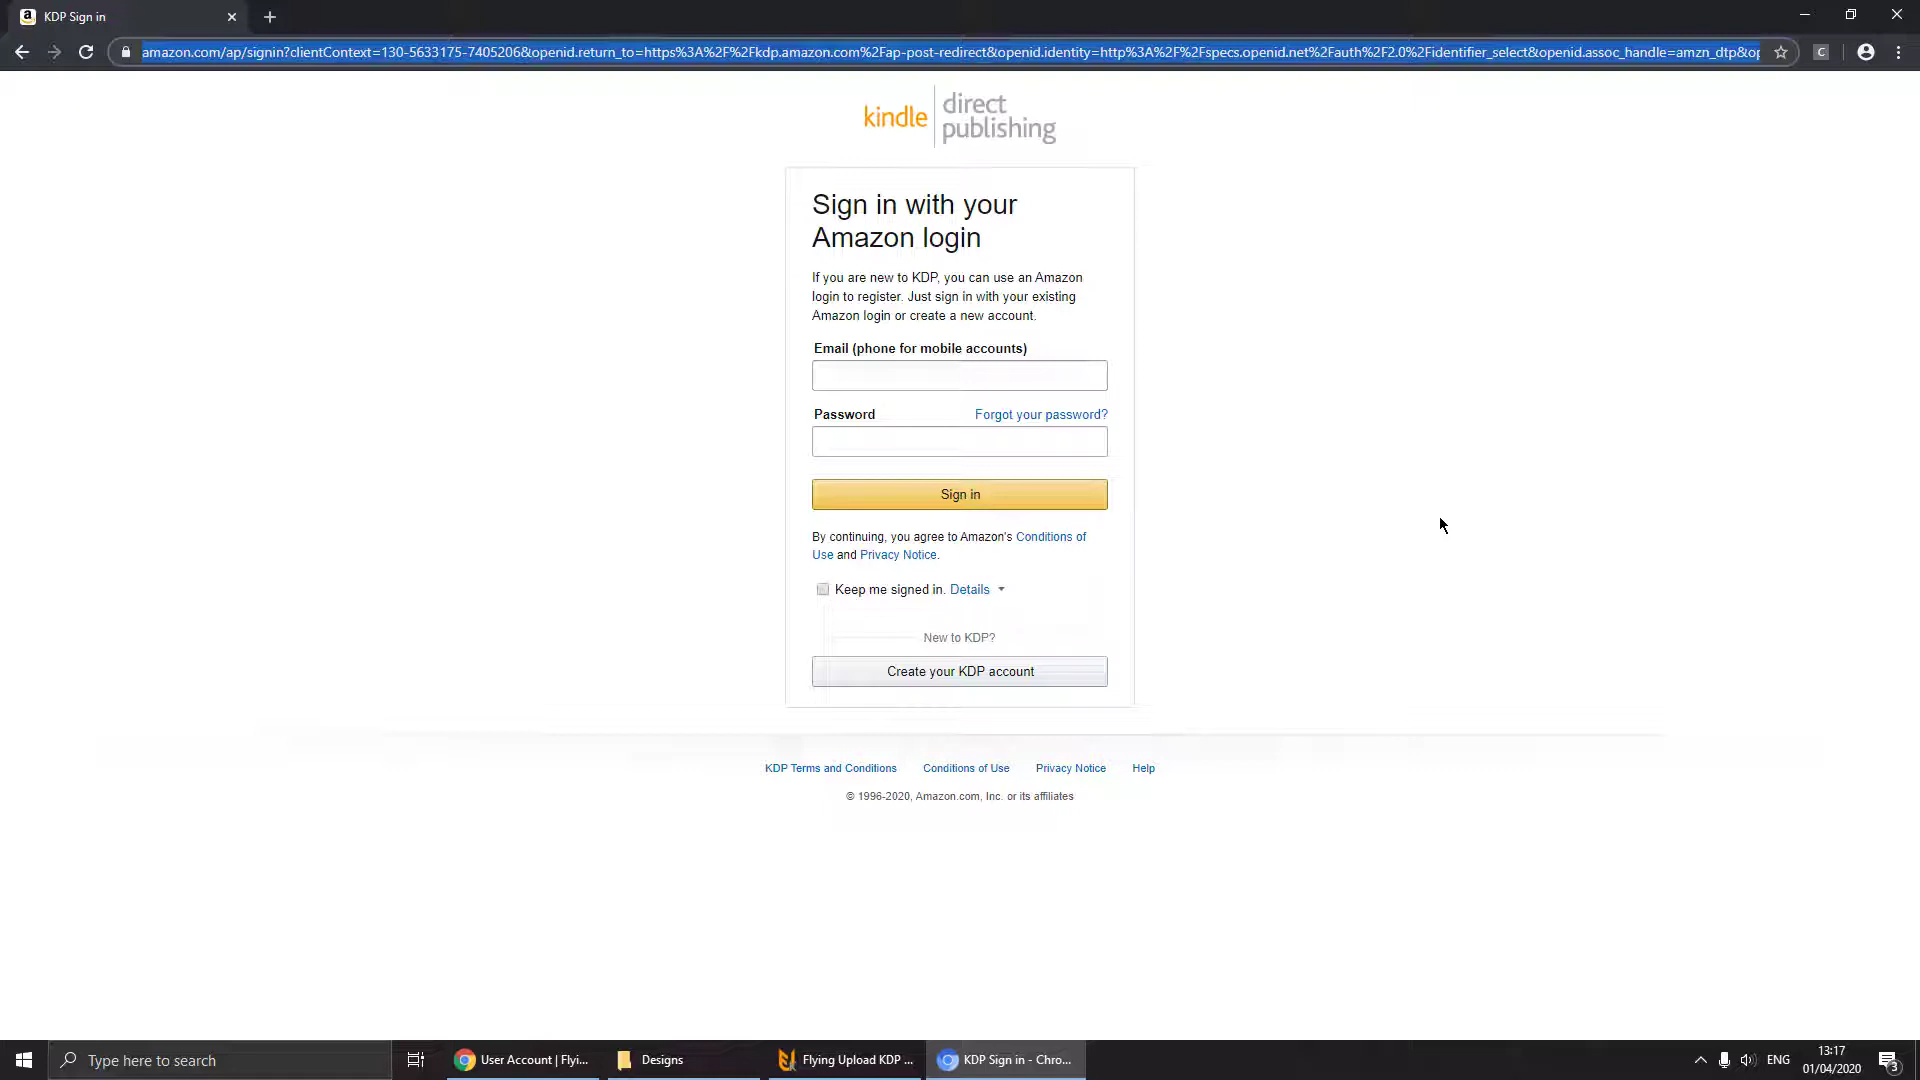 KDP Sign in
amazon.com/ap/signin?clientContext=130-5633175-7405206&openid.return_to=https%3A%2F%2Fkdp.amazon.com%2Fap-post-redirect&openid.identity=http%3A%2F%2Fspecs.openid.net%2Fauth%2F2.0%2Fidentifier_select&openid.assoc_handle=amzn_dtp&op
kindle direct publishing
Sign in with your
Amazon login
If you are new to KDP, you can use an Amazon
login to register. Just sign in with your existing
Amazon login or create a new account.
Email (phone for mobile accounts)
Password Forgot your password?
Sign in
By continuing, you agree to Amazon's Conditions of
Use and Privacy Notice.
Keep me signed in. Details
New to KDP?
Create your KDP account
KDP Terms and Conditions Conditions of Use Privacy Notice Help
© 1996-2020, Amazon.com, Inc. or its affiliates
Type here to search User Account | Flyi... Designs Flying Upload KDP ... KDP Sign in - Chro... ENG 13:17
01/04/2020 3